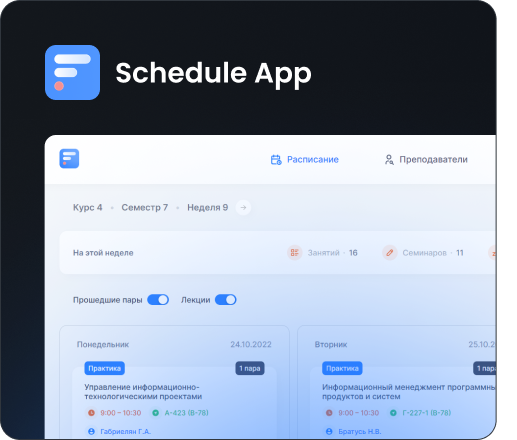 Schedule App
Расписание
Преподаватели
Курс 4 • Семестр 7 • Неделя 9
На этой неделе
Занятий · 16
Семинаров · 11
Прошедшие пары
Лекции
Понедельник
24.10.2022
Практика
1 пара
Управление информационно-
технологическими проектами
9:00 – 10:30
А-423 (В-78)
Габриелян Г.А.
Вторник
25.10.2
Практика
1 пара
Информационный менеджмент программны
продуктов и систем
9:00 – 10:30
Г-227-1 (В-78)
Братусь Н.В.